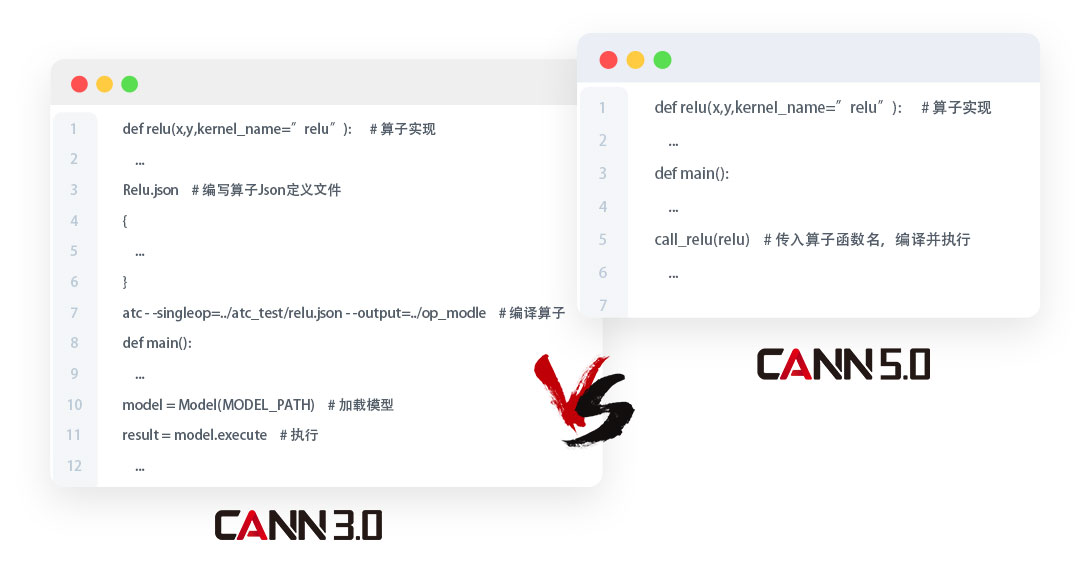 1 def relu(x,y,kernel_name=”relu”): # 算子实现
2 ...
3 Relu.json # 编写算子Json定义文件
4 {
5 ...
6 }
7 atc - -singleop=../atc_test/relu.json - -output=../op_modle # 编译算子
8 def main():
9 ...
10 model = Model(MODEL_PATH) # 加载模型
11 result = model.execute # 执行
12 ...
CANN 3.0
VS
1 def relu(x,y,kernel_name=”relu”): # 算子实现
2 ...
3 def main():
4 ...
5 call_relu(relu) # 传入算子函数名，编译并执行
6 ...
7
CANN 5.0